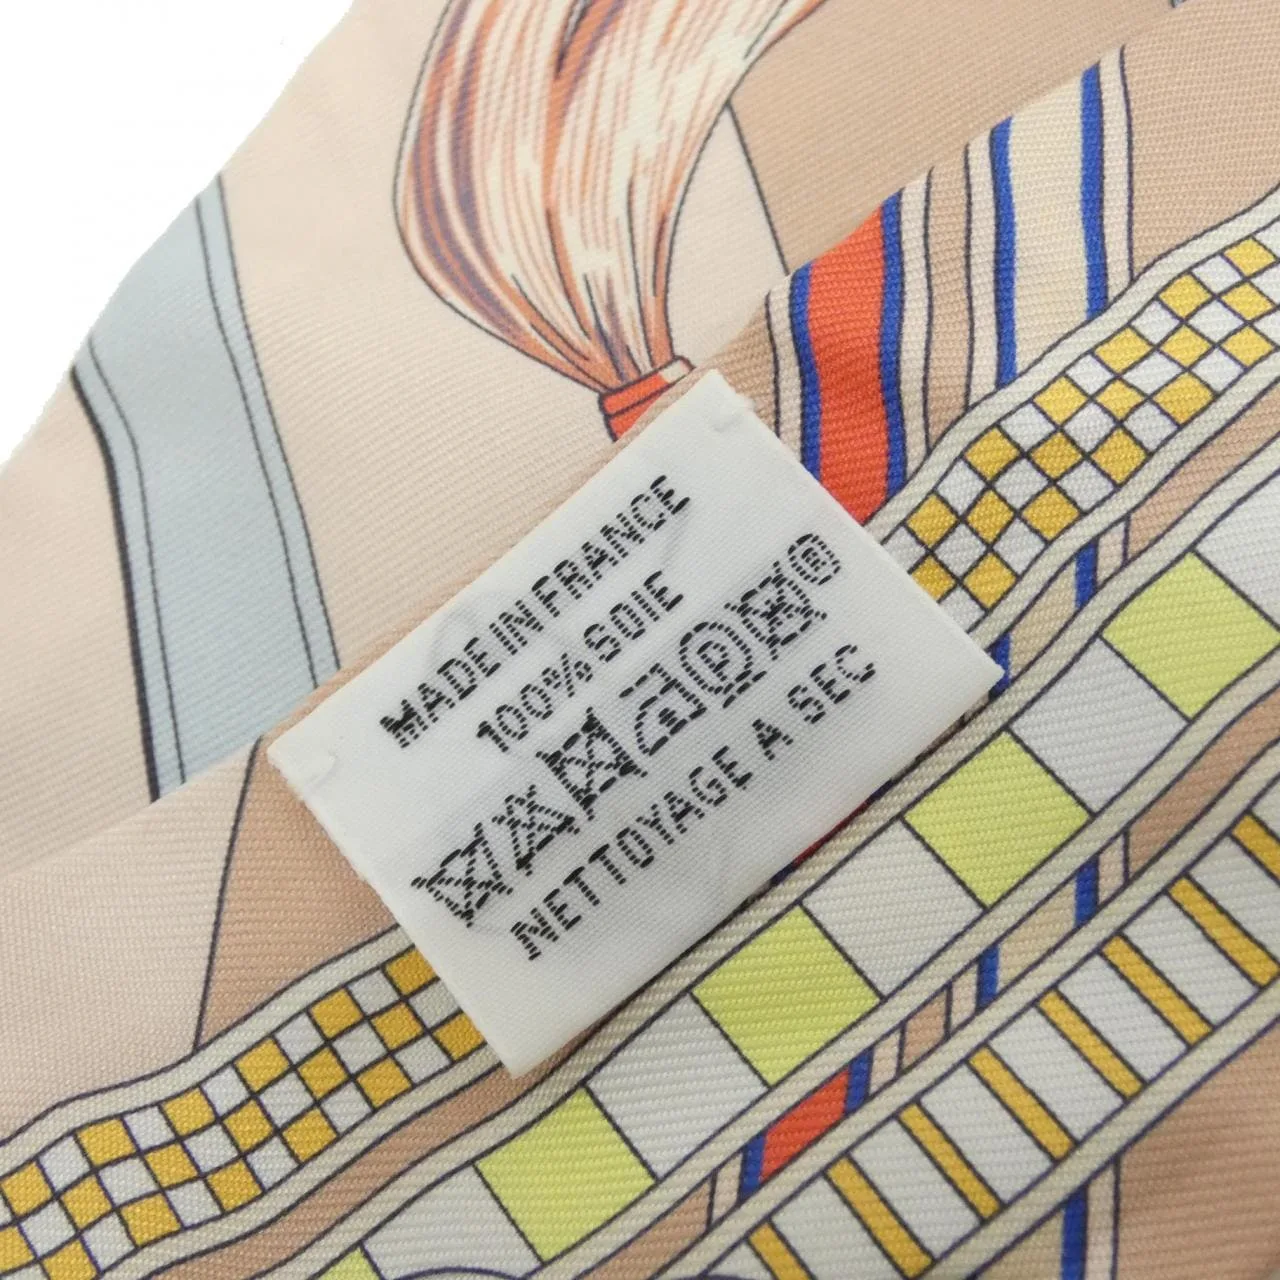 MADE IN FRANCE
100% SOIE
P ®
NETTOYAGE A SEC